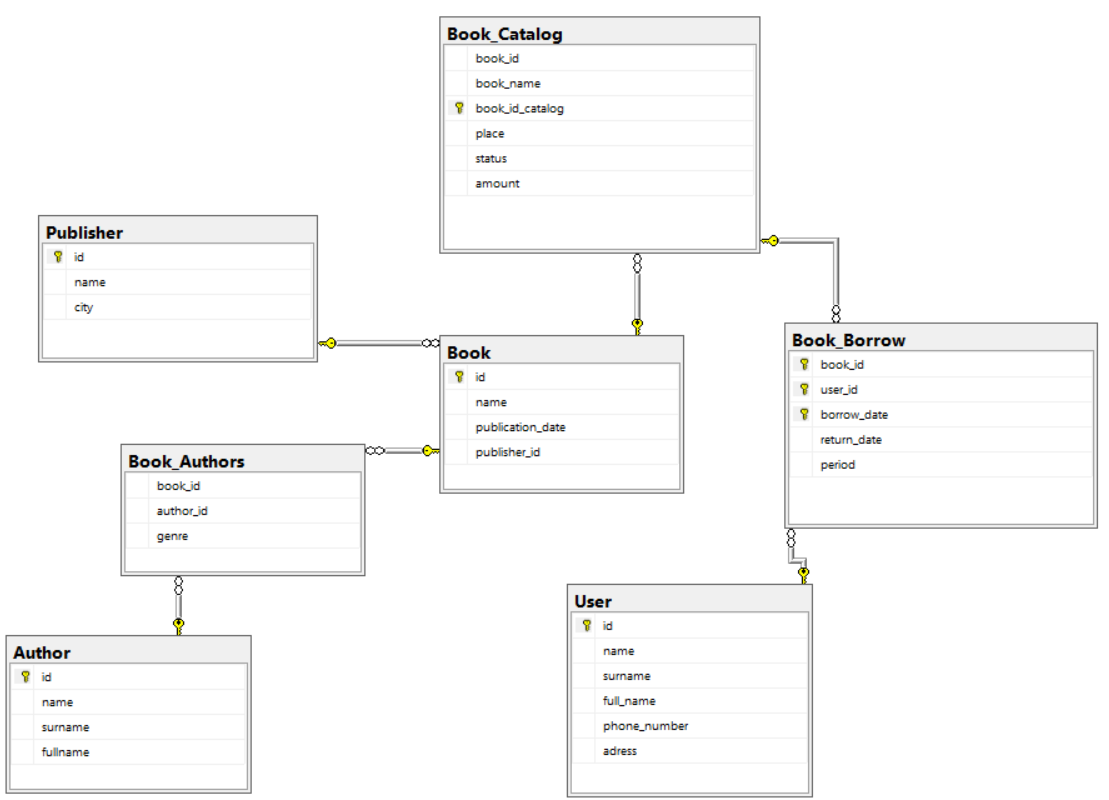 Book_Catalog
book_id
book_name
book_id_catalog
place
status
amount
Publisher
id
name
city
Book
id
name
publication_date
publisher_id
Book_Borrow
book_id
user_id
borrow_date
return_date
period
Book_Authors
book_id
author_id
genre
User
id
name
surname
full_name
phone_number
adress
Author
id
name
surname
fullname